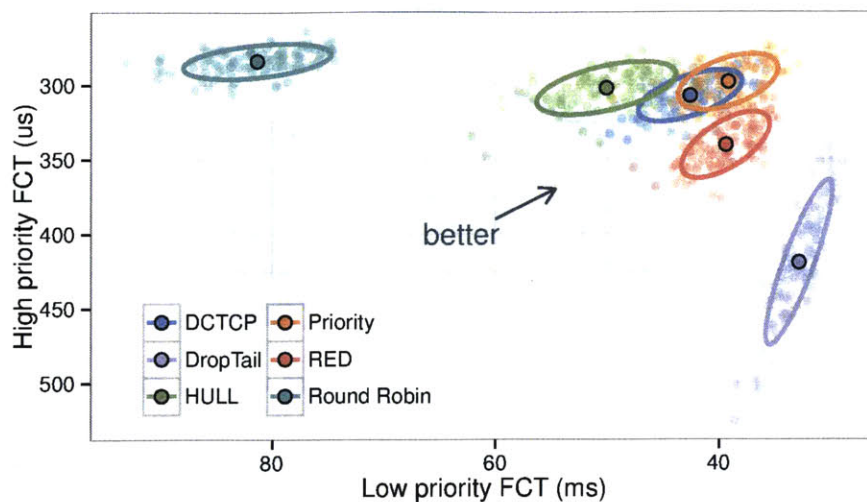 High priority FCT (us)
300
350
400
450
500
better
DCTCP Priority
DropTail RED
HULL Round Robin
80 60 40
Low priority FCT (ms)